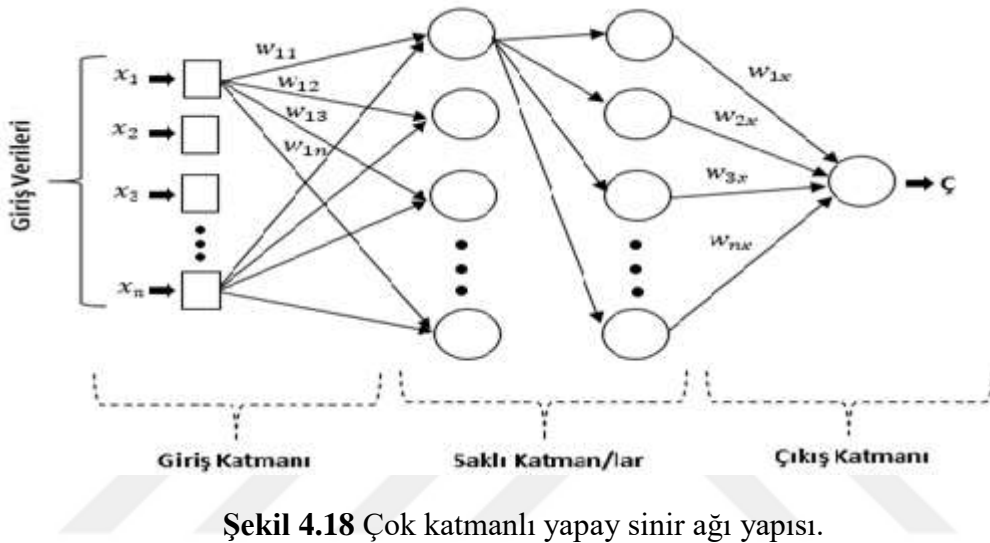 Giriş Verileri
x₁
x₂
x₃
xₙ
w₁₁
w₁₂
w₁₃
w₁ₙ
w₁ₓ
w₂ₓ
w₃ₓ
wₙₓ
Ç
Giriş Katmanı
Saklı Katman/lar
Çıkış Katmanı
Şekil 4.18 Çok katmanlı yapay sinir ağı yapısı.